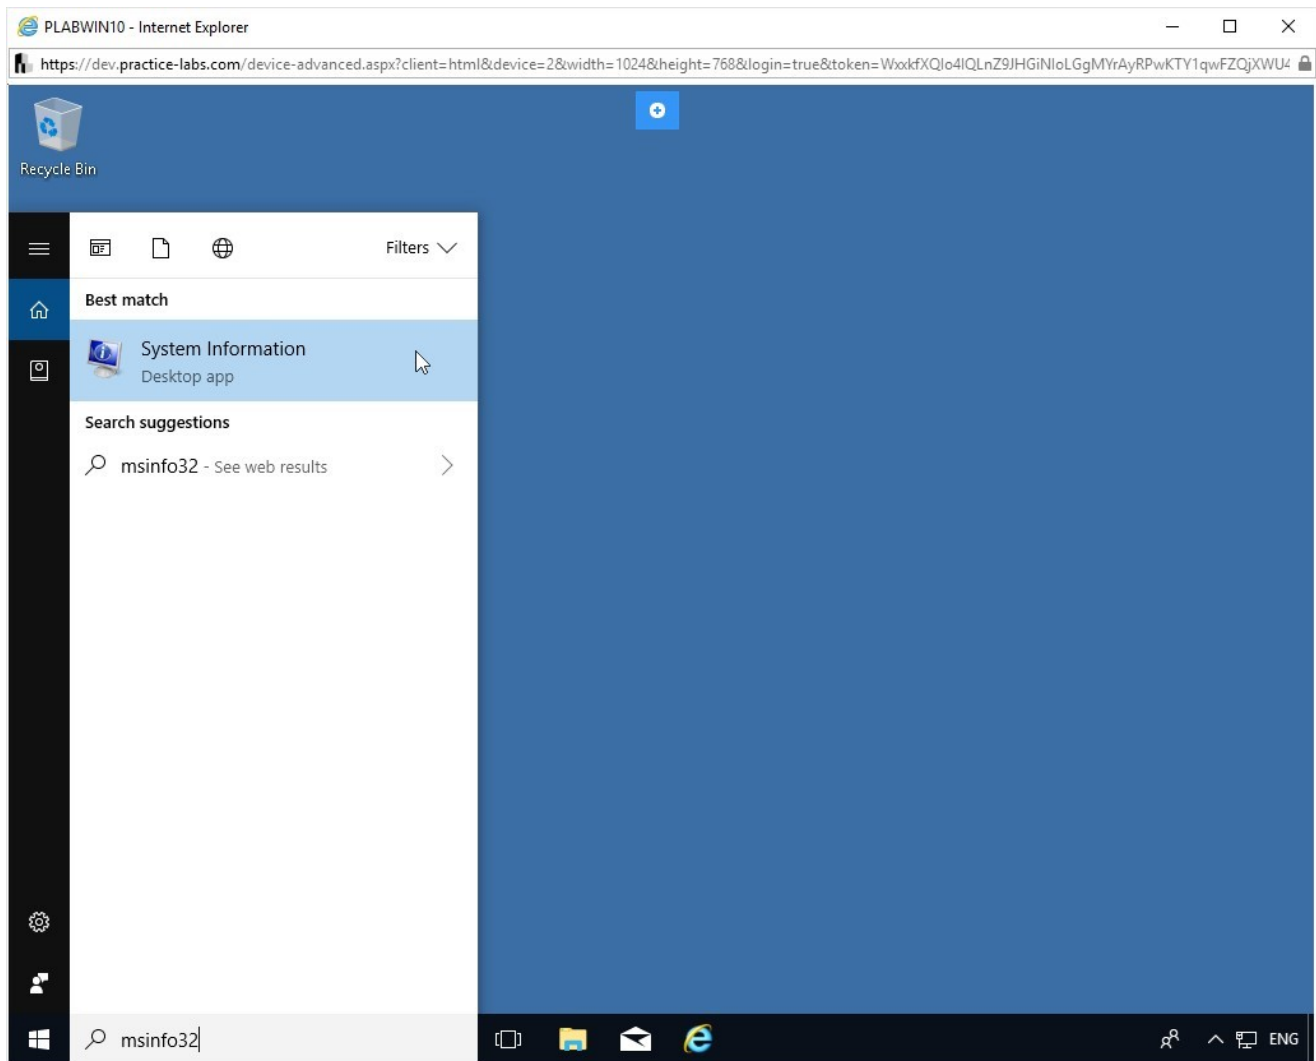 PLABWIN10 - Internet Explorer
https://dev.practice-labs.com/device-advanced.aspx?client=html&device=2&width=1024&height=768&login=true&token=WxxkfXQIo4IQLnZ9JHGiNIoLGgMYrAyRPwKTY1qwFZQjXWU4
Recycle Bin
Filters
Best match
System Information
Desktop app
Search suggestions
msinfo32 - See web results
msinfo32
ENG